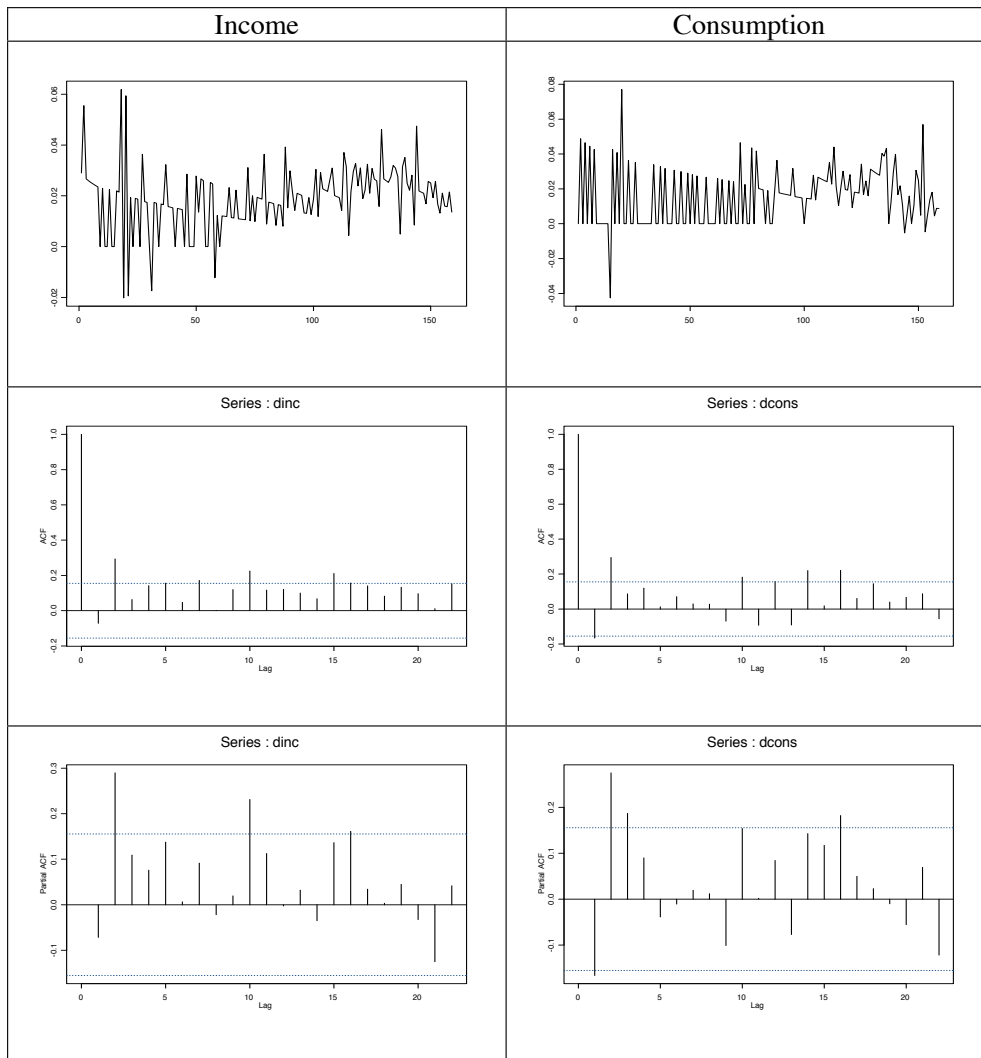 Income Consumption
0.06
0.04
0.02
0.0
-0.02
0 50 100 150
0.08
0.06
0.04
0.02
0.0
-0.02
-0.04
0 50 100 150
Series : dinc
ACF
1.0
0.8
0.6
0.4
0.2
0.0
-0.2
0 5 10 15 20
Lag
Series : dcons
ACF
1.0
0.8
0.6
0.4
0.2
0.0
-0.2
0 5 10 15 20
Lag
Series : dinc
Partial ACF
0.3
0.2
0.1
0.0
-0.1
0 5 10 15 20
Lag
Series : dcons
Partial ACF
0.2
0.1
0.0
-0.1
0 5 10 15 20
Lag